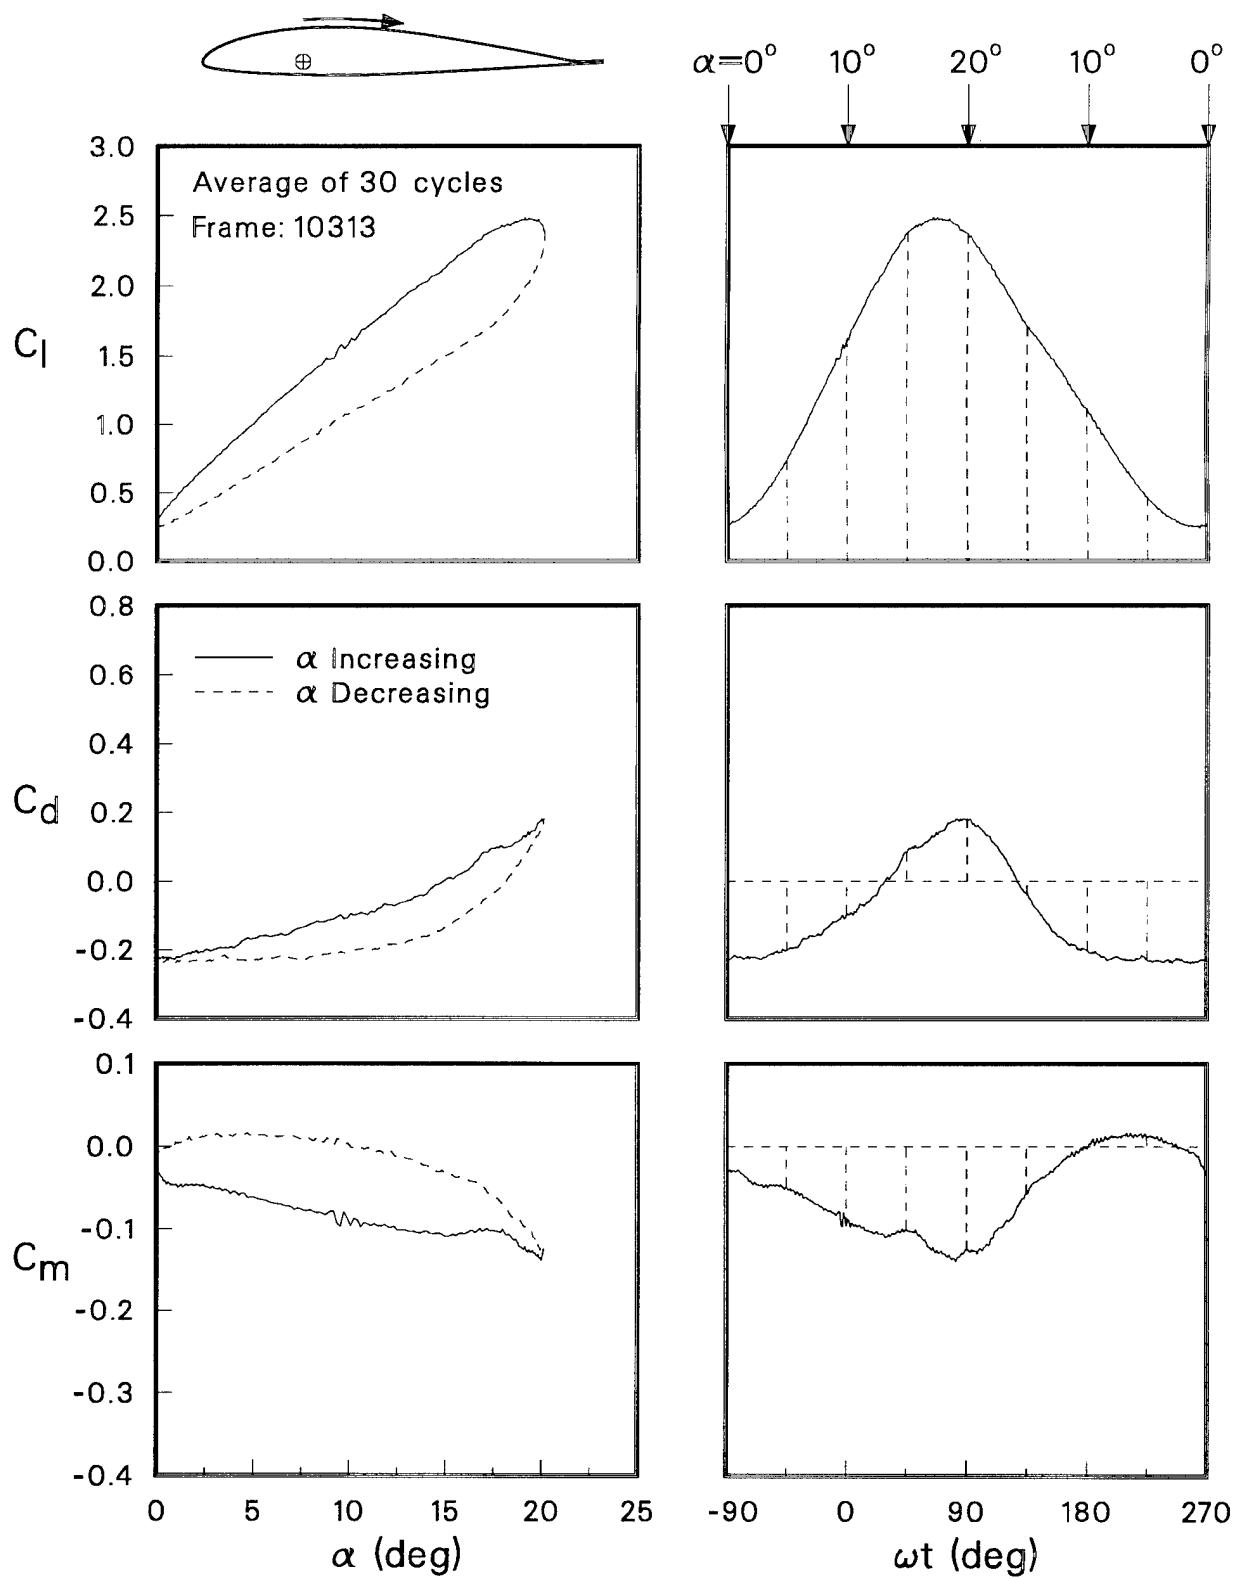 α=0° 10° 20° 10° 0°
3.0
2.5
2.0
1.5
1.0
0.5
0.0
Cl
Average of 30 cycles
Frame: 10313
0.8
0.6
0.4
0.2
0.0
-0.2
-0.4
Cd
α Increasing
α Decreasing
0.1
0.0
-0.1
-0.2
-0.3
-0.4
Cm
0 5 10 15 20 25
α (deg)
-90 0 90 180 270
ωt (deg)